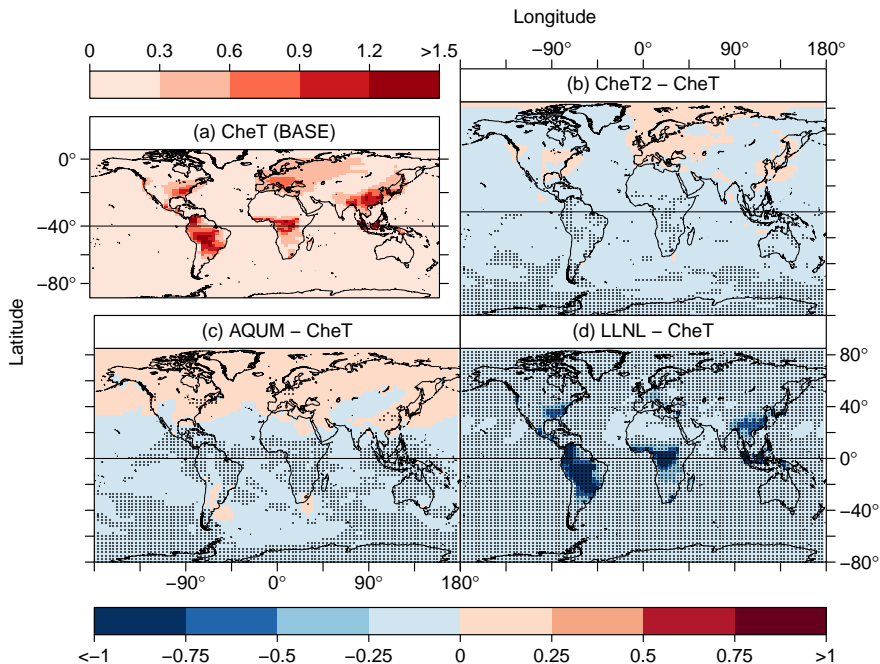 Longitude
0 0.3 0.6 0.9 1.2 >1.5
−90° 0° 90° 180°
(b) CheT2 − CheT
(a) CheT (BASE)
0°
−40°
−80°
Latitude
(c) AQUM − CheT
(d) LLNL − CheT
80°
40°
0°
−40°
−80°
−90° 0° 90° 180°
<−1 −0.75 −0.5 −0.25 0 0.25 0.5 0.75 >1